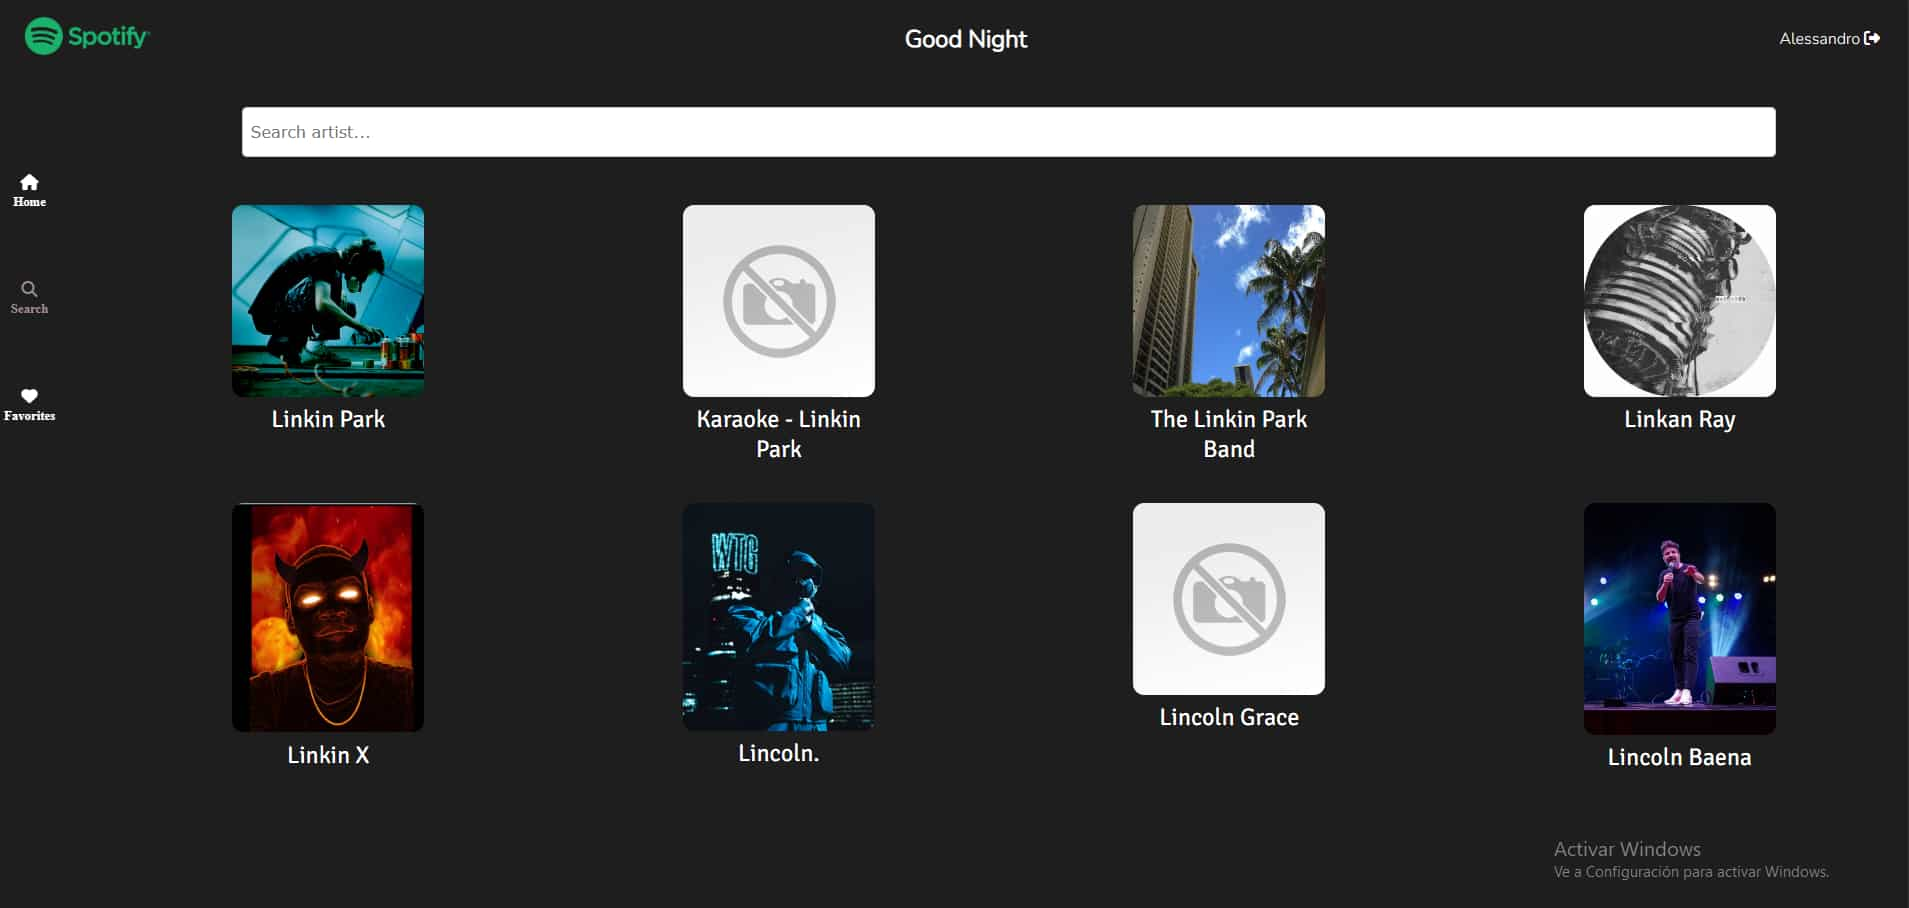 Spotify
Good Night
Alessandro
Search artist...
Home
Search
Favorites
Linkin Park
Karaoke - Linkin
Park
The Linkin Park
Band
Linkan Ray
WTG
Linkin X
Lincoln.
Lincoln Grace
Lincoln Baena
Activar Windows
Ve a Configuración para activar Windows.